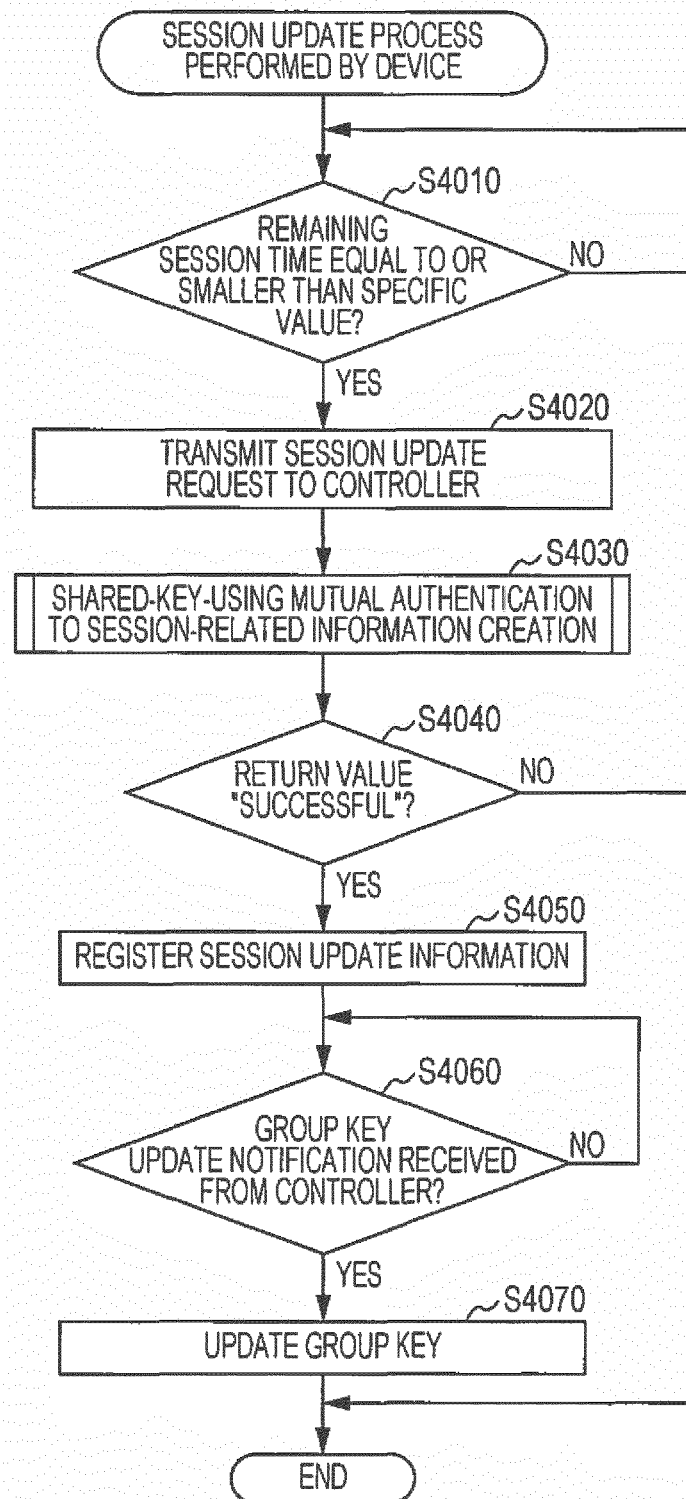 SESSION UPDATE PROCESS
PERFORMED BY DEVICE
S4010
REMAINING
SESSION TIME EQUAL TO OR
SMALLER THAN SPECIFIC
VALUE?
NO
YES
S4020
TRANSMIT SESSION UPDATE
REQUEST TO CONTROLLER
S4030
SHARED-KEY-USING MUTUAL AUTHENTICATION
TO SESSION-RELATED INFORMATION CREATION
S4040
RETURN VALUE
"SUCCESSFUL"?
NO
YES
S4050
REGISTER SESSION UPDATE INFORMATION
S4060
GROUP KEY
UPDATE NOTIFICATION RECEIVED
FROM CONTROLLER?
NO
YES
S4070
UPDATE GROUP KEY
END